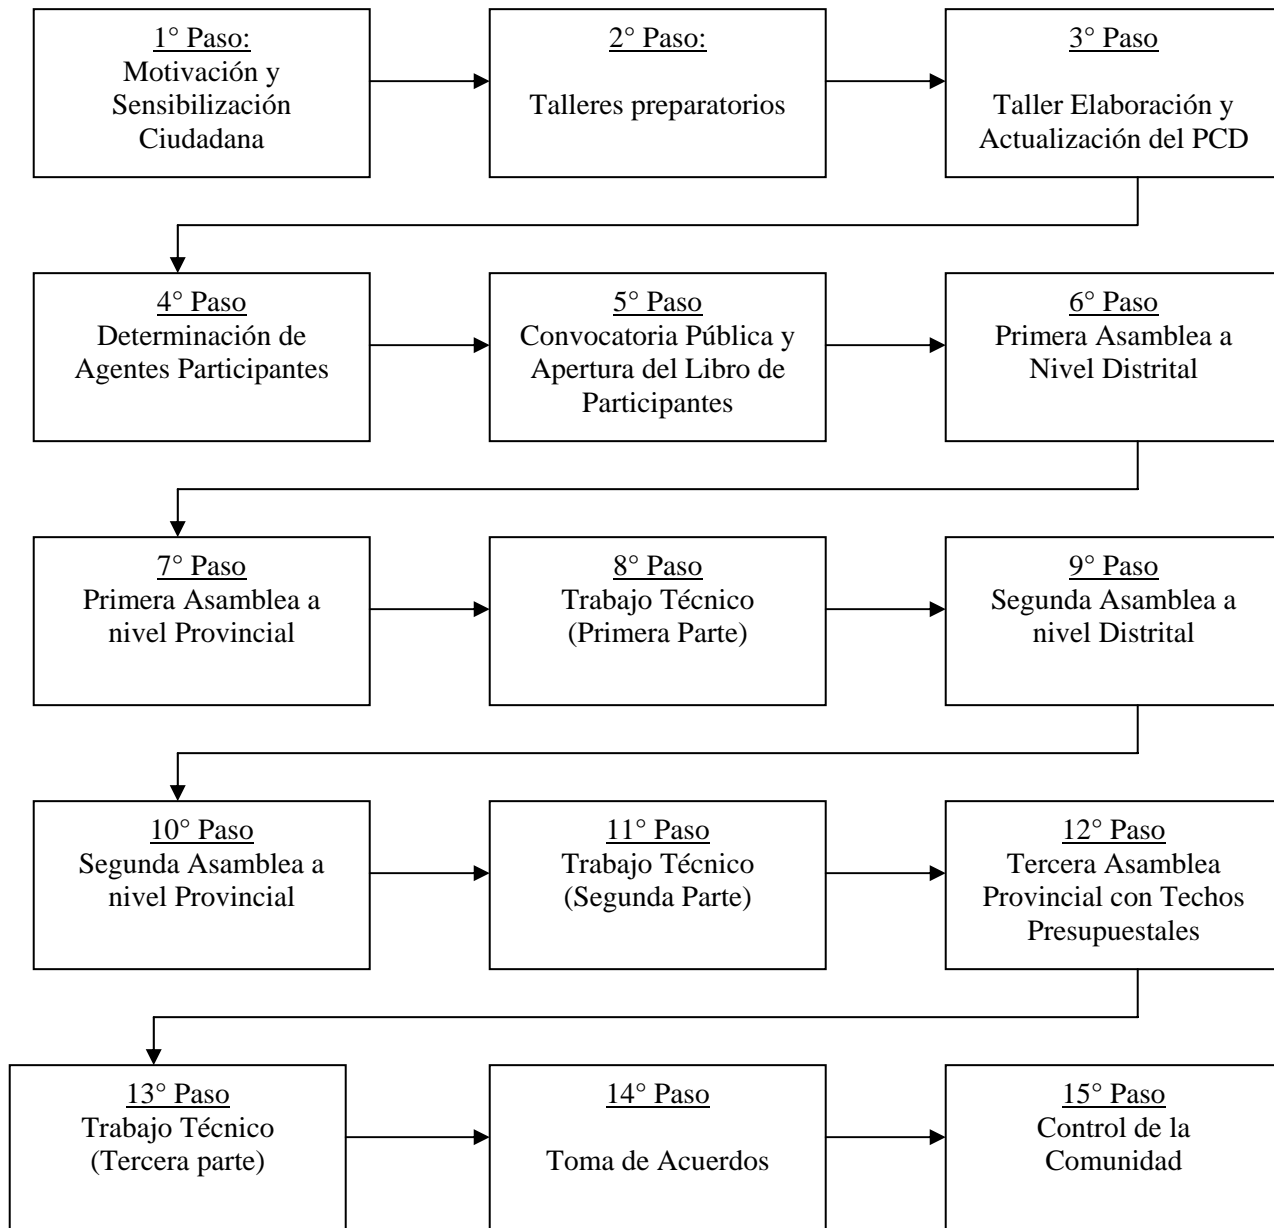 1° Paso:
Motivación y
Sensibilización
Ciudadana
2° Paso:
Talleres preparatorios
3° Paso
Taller Elaboración y
Actualización del PCD
4° Paso
Determinación de
Agentes Participantes
5° Paso
Convocatoria Pública y
Apertura del Libro de
Participantes
6° Paso
Primera Asamblea a
Nivel Distrital
7° Paso
Primera Asamblea a
nivel Provincial
8° Paso
Trabajo Técnico
(Primera Parte)
9° Paso
Segunda Asamblea a
nivel Distrital
10° Paso
Segunda Asamblea a
nivel Provincial
11° Paso
Trabajo Técnico
(Segunda Parte)
12° Paso
Tercera Asamblea
Provincial con Techos
Presupuestales
13° Paso
Trabajo Técnico
(Tercera parte)
14° Paso
Toma de Acuerdos
15° Paso
Control de la
Comunidad